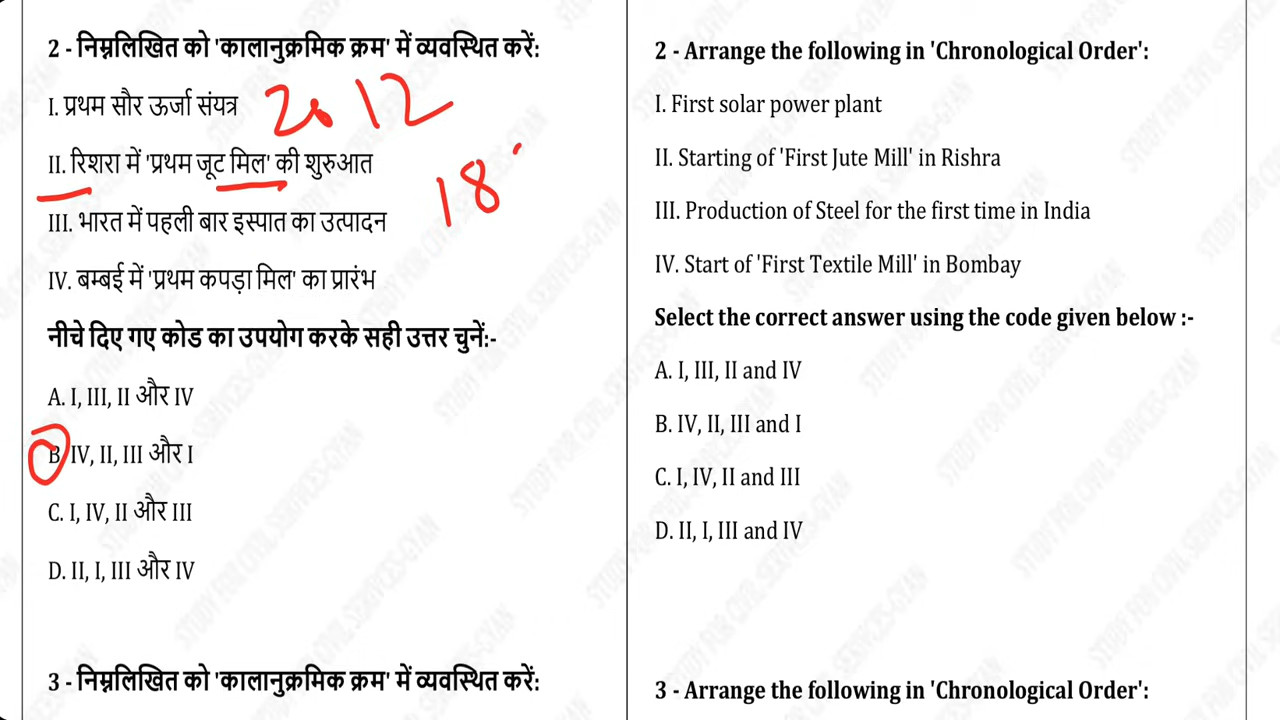 2 - निम्नलिखित को 'कालानुक्रमिक क्रम' में व्यवस्थित करें:
I. प्रथम सौर ऊर्जा संयत्र
2012
II. रिशरा में 'प्रथम जूट मिल' की शुरुआत
18
III. भारत में पहली बार इस्पात का उत्पादन
IV. बम्बई में 'प्रथम कपड़ा मिल' का प्रारंभ
नीचे दिए गए कोड का उपयोग करके सही उत्तर चुनें:-
A. I, III, II और IV
B. IV, II, III और I
C. I, IV, II और III
D. II, I, III और IV
3 - निम्नलिखित को 'कालानुक्रमिक क्रम' में व्यवस्थित करें:
2 - Arrange the following in 'Chronological Order':
I. First solar power plant
II. Starting of 'First Jute Mill' in Rishra
III. Production of Steel for the first time in India
IV. Start of 'First Textile Mill' in Bombay
Select the correct answer using the code given below :-
A. I, III, II and IV
B. IV, II, III and I
C. I, IV, II and III
D. II, I, III and IV
3 - Arrange the following in 'Chronological Order':
STUDY FOR CIVIL SERVICES-GYAN